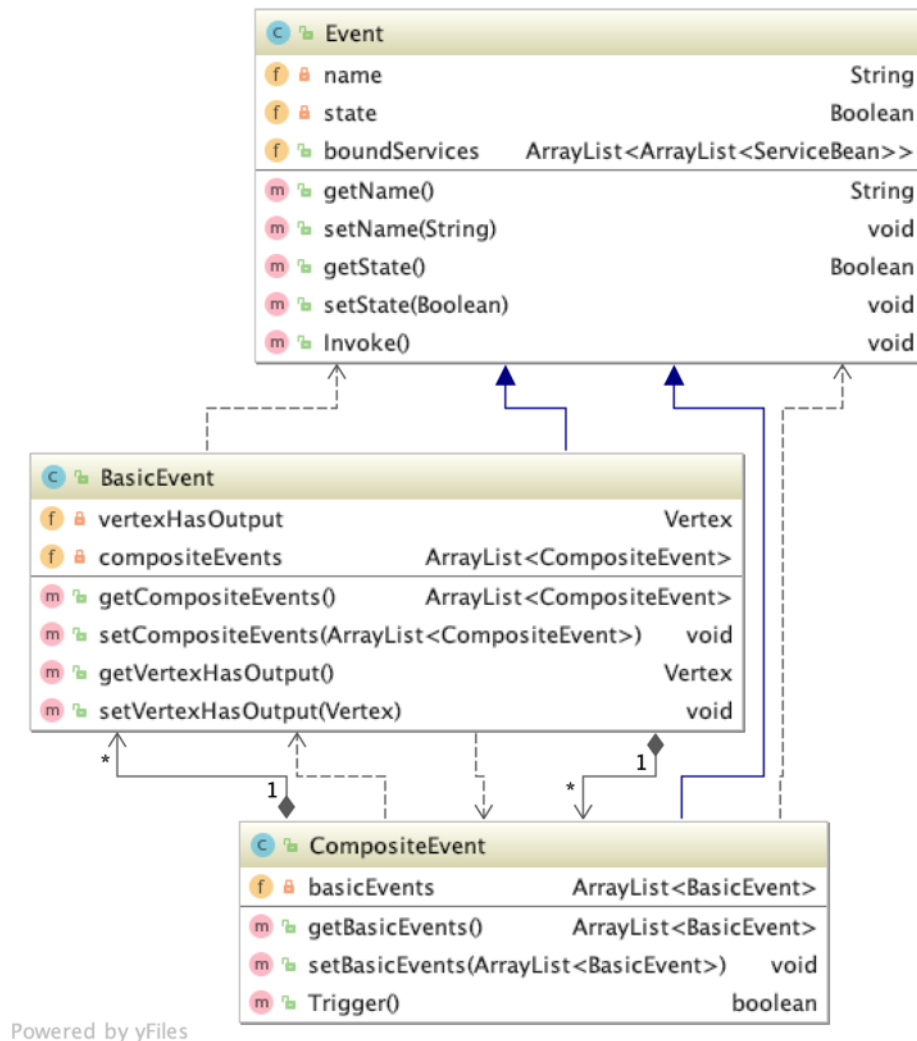 C Event
f name String
f state Boolean
f boundServices ArrayList<ArrayList<ServiceBean>>
m getName() String
m setName(String) void
m getState() Boolean
m setState(Boolean) void
m Invoke() void
C BasicEvent
f vertexHasOutput Vertex
f compositeEvents ArrayList<CompositeEvent>
m getCompositeEvents() ArrayList<CompositeEvent>
m setCompositeEvents(ArrayList<CompositeEvent>) void
m getVertexHasOutput() Vertex
m setVertexHasOutput(Vertex) void
* 1
1 *
C CompositeEvent
f basicEvents ArrayList<BasicEvent>
m getBasicEvents() ArrayList<BasicEvent>
m setBasicEvents(ArrayList<BasicEvent>) void
m Trigger() boolean
Powered by yFiles